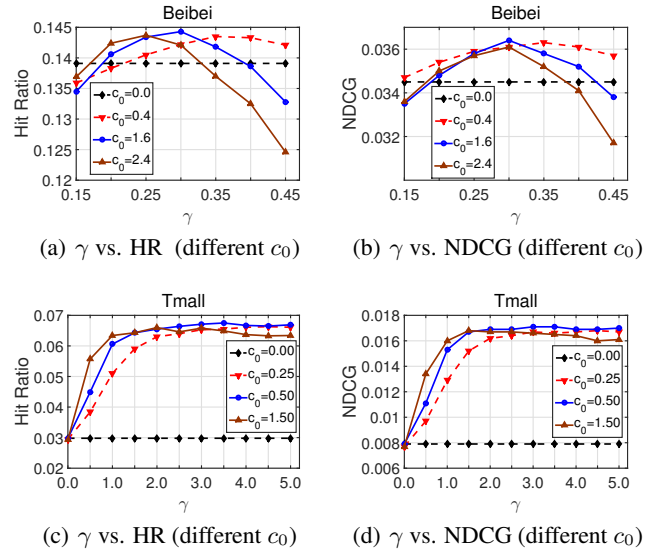 Beibei
Hit Ratio
0.145
0.14
0.135
0.13
0.125
0.12
c0=0.0
c0=0.4
c0=1.6
c0=2.4
0.15 0.25 0.35 0.45
γ
(a) γ vs. HR (different c0)
Beibei
NDCG
0.036
0.034
0.032
c0=0.0
c0=0.4
c0=1.6
c0=2.4
0.15 0.25 0.35 0.45
γ
(b) γ vs. NDCG (different c0)
Tmall
Hit Ratio
0.07
0.06
0.05
0.04
0.03
0.02
c0=0.00
c0=0.25
c0=0.50
c0=1.50
0.0 1.0 2.0 3.0 4.0 5.0
γ
(c) γ vs. HR (different c0)
Tmall
NDCG
0.018
0.016
0.014
0.012
0.010
0.008
0.006
c0=0.00
c0=0.25
c0=0.50
c0=1.50
0.0 1.0 2.0 3.0 4.0 5.0
γ
(d) γ vs. NDCG (different c0)